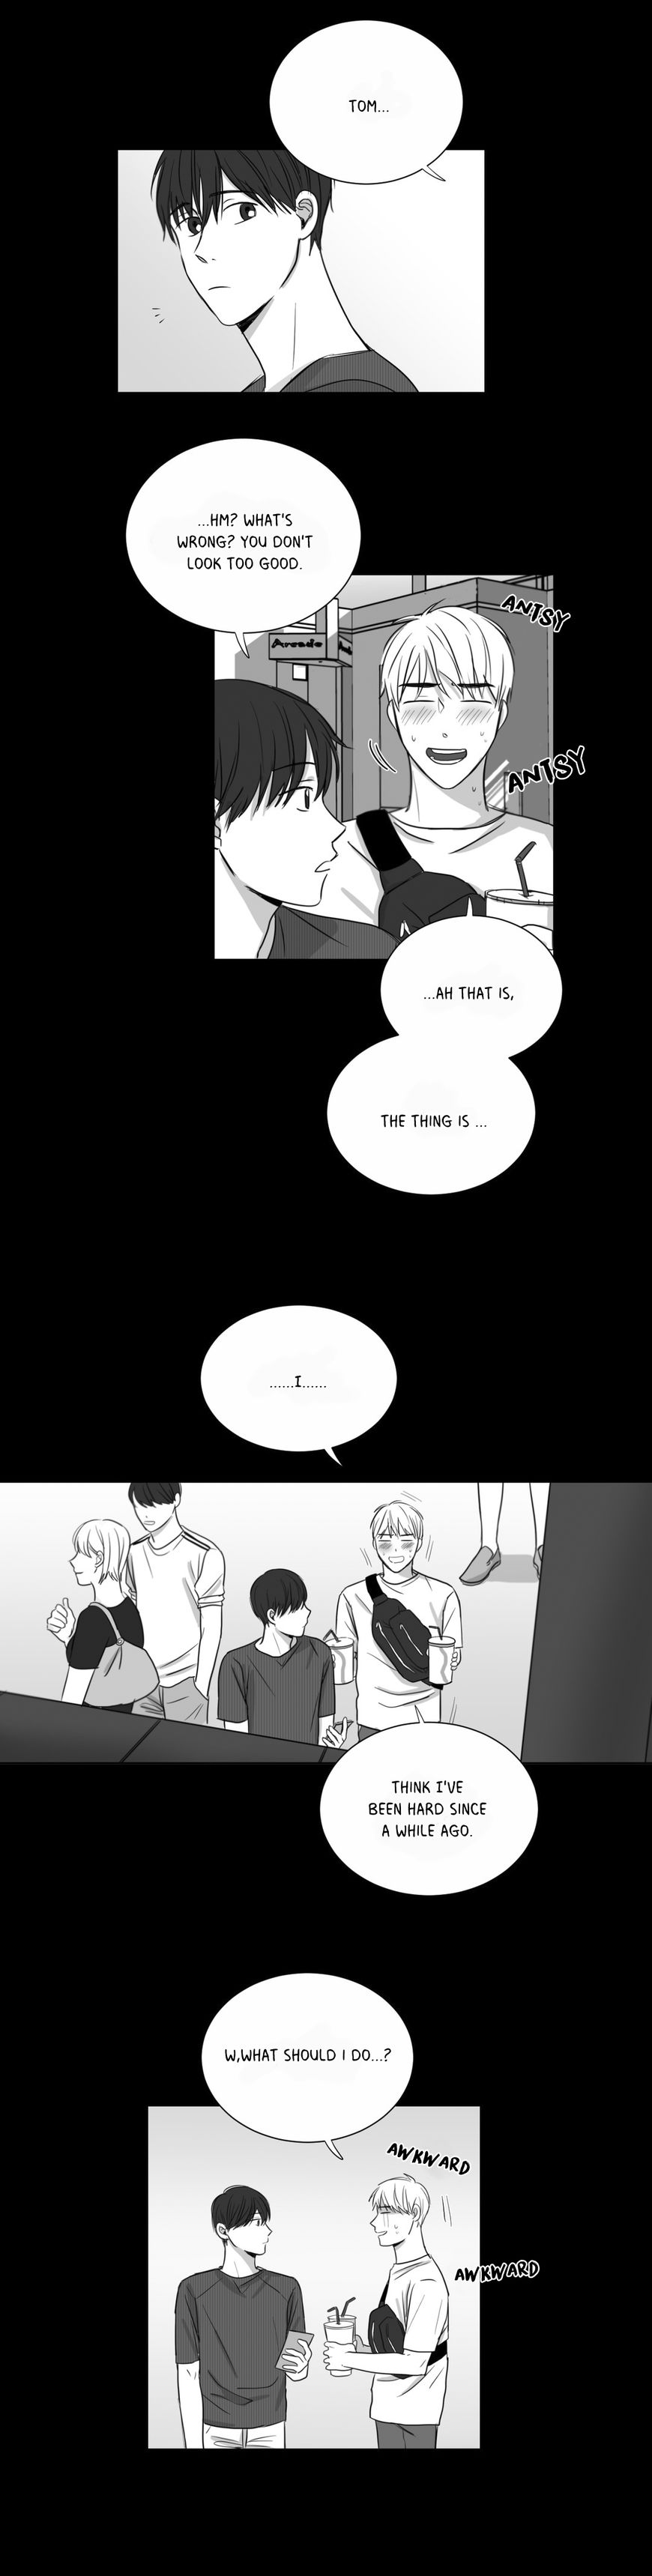 TOM...
...HM? WHAT'S
WRONG? YOU DON'T
LOOK TOO GOOD.
ANTSY
Arcade
ANTSY
...AH THAT IS,
THE THING IS ...
......I......
THINK I'VE
BEEN HARD SINCE
A WHILE AGO.
W,WHAT SHOULD I DO...?
AWKWARD
AWKWARD